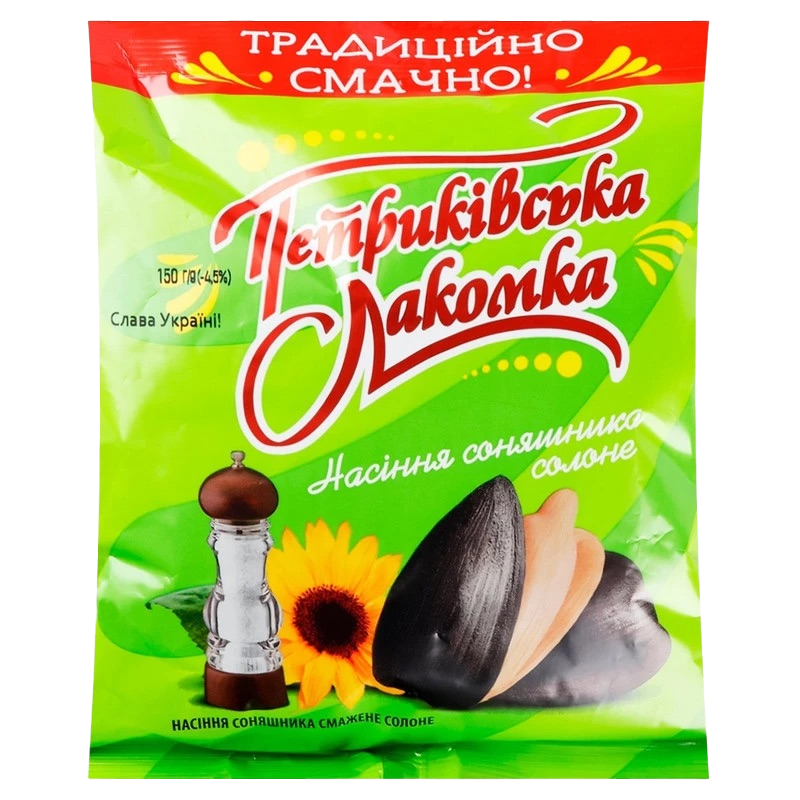 ТРАДИЦІЙНО
СМАЧНО!
Петриківська
Лакомка
150 г/g(-4,5%)
Слава Україні!
Насіння соняшника
солоне
НАСІННЯ СОНЯШНИКА СМАЖЕНЕ СОЛОНЕ